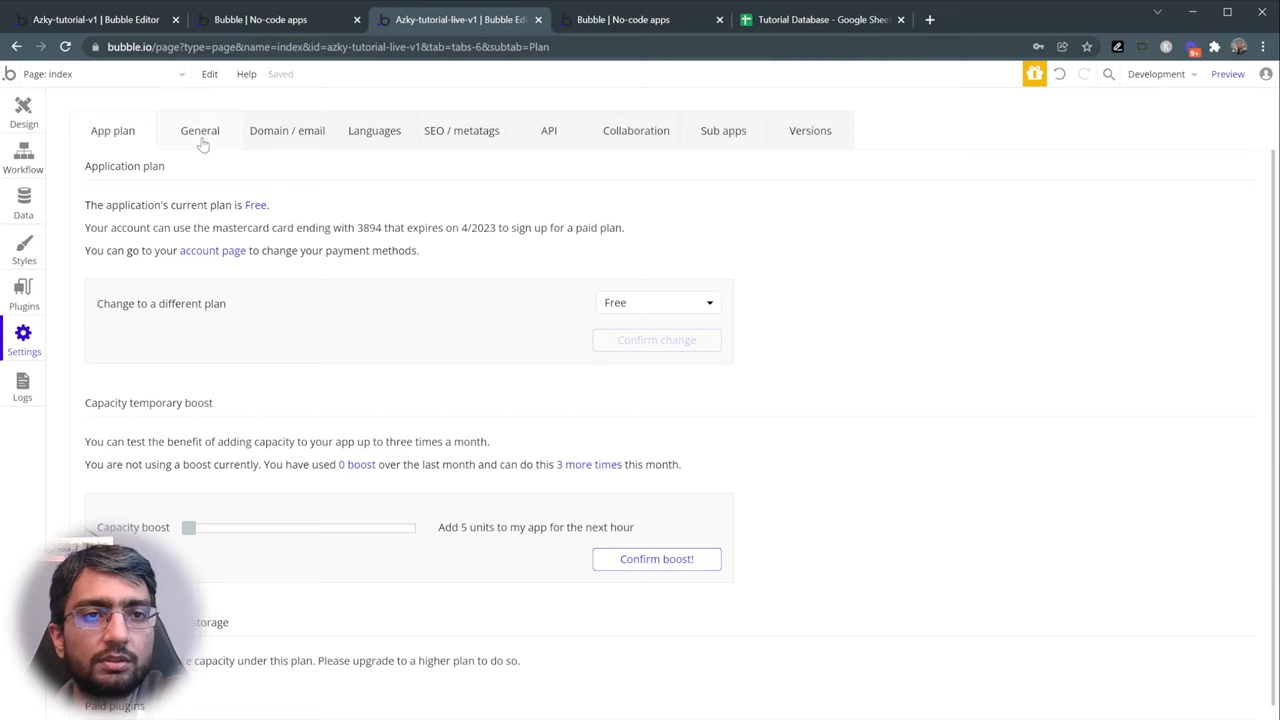 Azky-tutorial-v1 | Bubble Editor
Bubble | No-code apps
Azky-tutorial-live-v1 | Bubble Edi
Bubble | No-code apps
Tutorial Database - Google Sheet
bubble.io/page?type=page&name=index&id=azky-tutorial-live-v1&tab=tabs-6&subtab=Plan
9+
Page: index
Edit
Help
Saved
Development
Preview
Design
Workflow
Data
Styles
Plugins
Settings
Logs
App plan
General
Domain / email
Languages
SEO / metatags
API
Collaboration
Sub apps
Versions
Application plan
The application's current plan is Free.
Your account can use the mastercard card ending with 3894 that expires on 4/2023 to sign up for a paid plan.
You can go to your account page to change your payment methods.
Change to a different plan
Free
Confirm change
Capacity temporary boost
You can test the benefit of adding capacity to your app up to three times a month.
You are not using a boost currently. You have used 0 boost over the last month and can do this 3 more times this month.
Capacity boost
Add 5 units to my app for the next hour
Confirm boost!
storage
capacity under this plan. Please upgrade to a higher plan to do so.
Paid plugins